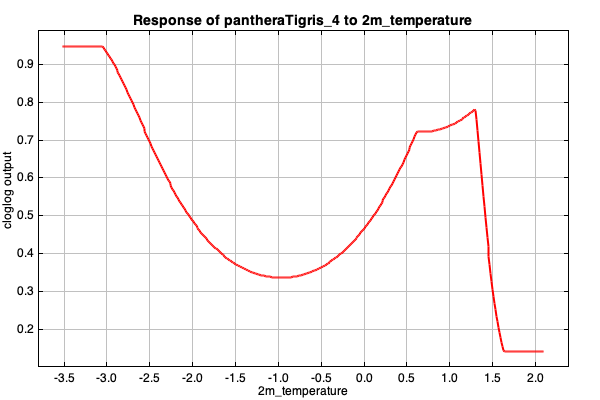 Response of pantheraTigris_4 to 2m_temperature
cloglog output
0.9
0.8
0.7
0.6
0.5
0.4
0.3
0.2
-3.5 -3.0 -2.5 -2.0 -1.5 -1.0 -0.5 0.0 0.5 1.0 1.5 2.0
2m_temperature